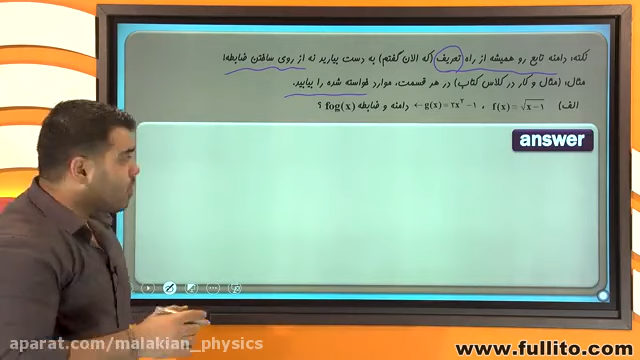 نکته: دامنه تابع رو همیشه از راه تعریف (که الان گفتم) به دست بیارید نه از روی ساختن ضابطه!
مثال: (مثال و کار در کلاس کتاب) در هر قسمت، موارد خواسته شده را بیابید.
الف) f(x) = √x−۱ ، g(x) = ۲x² −۱ → دامنه و ضابطه fog(x) ؟
answer
aparat.com/malakian_physics
www.fullito.com